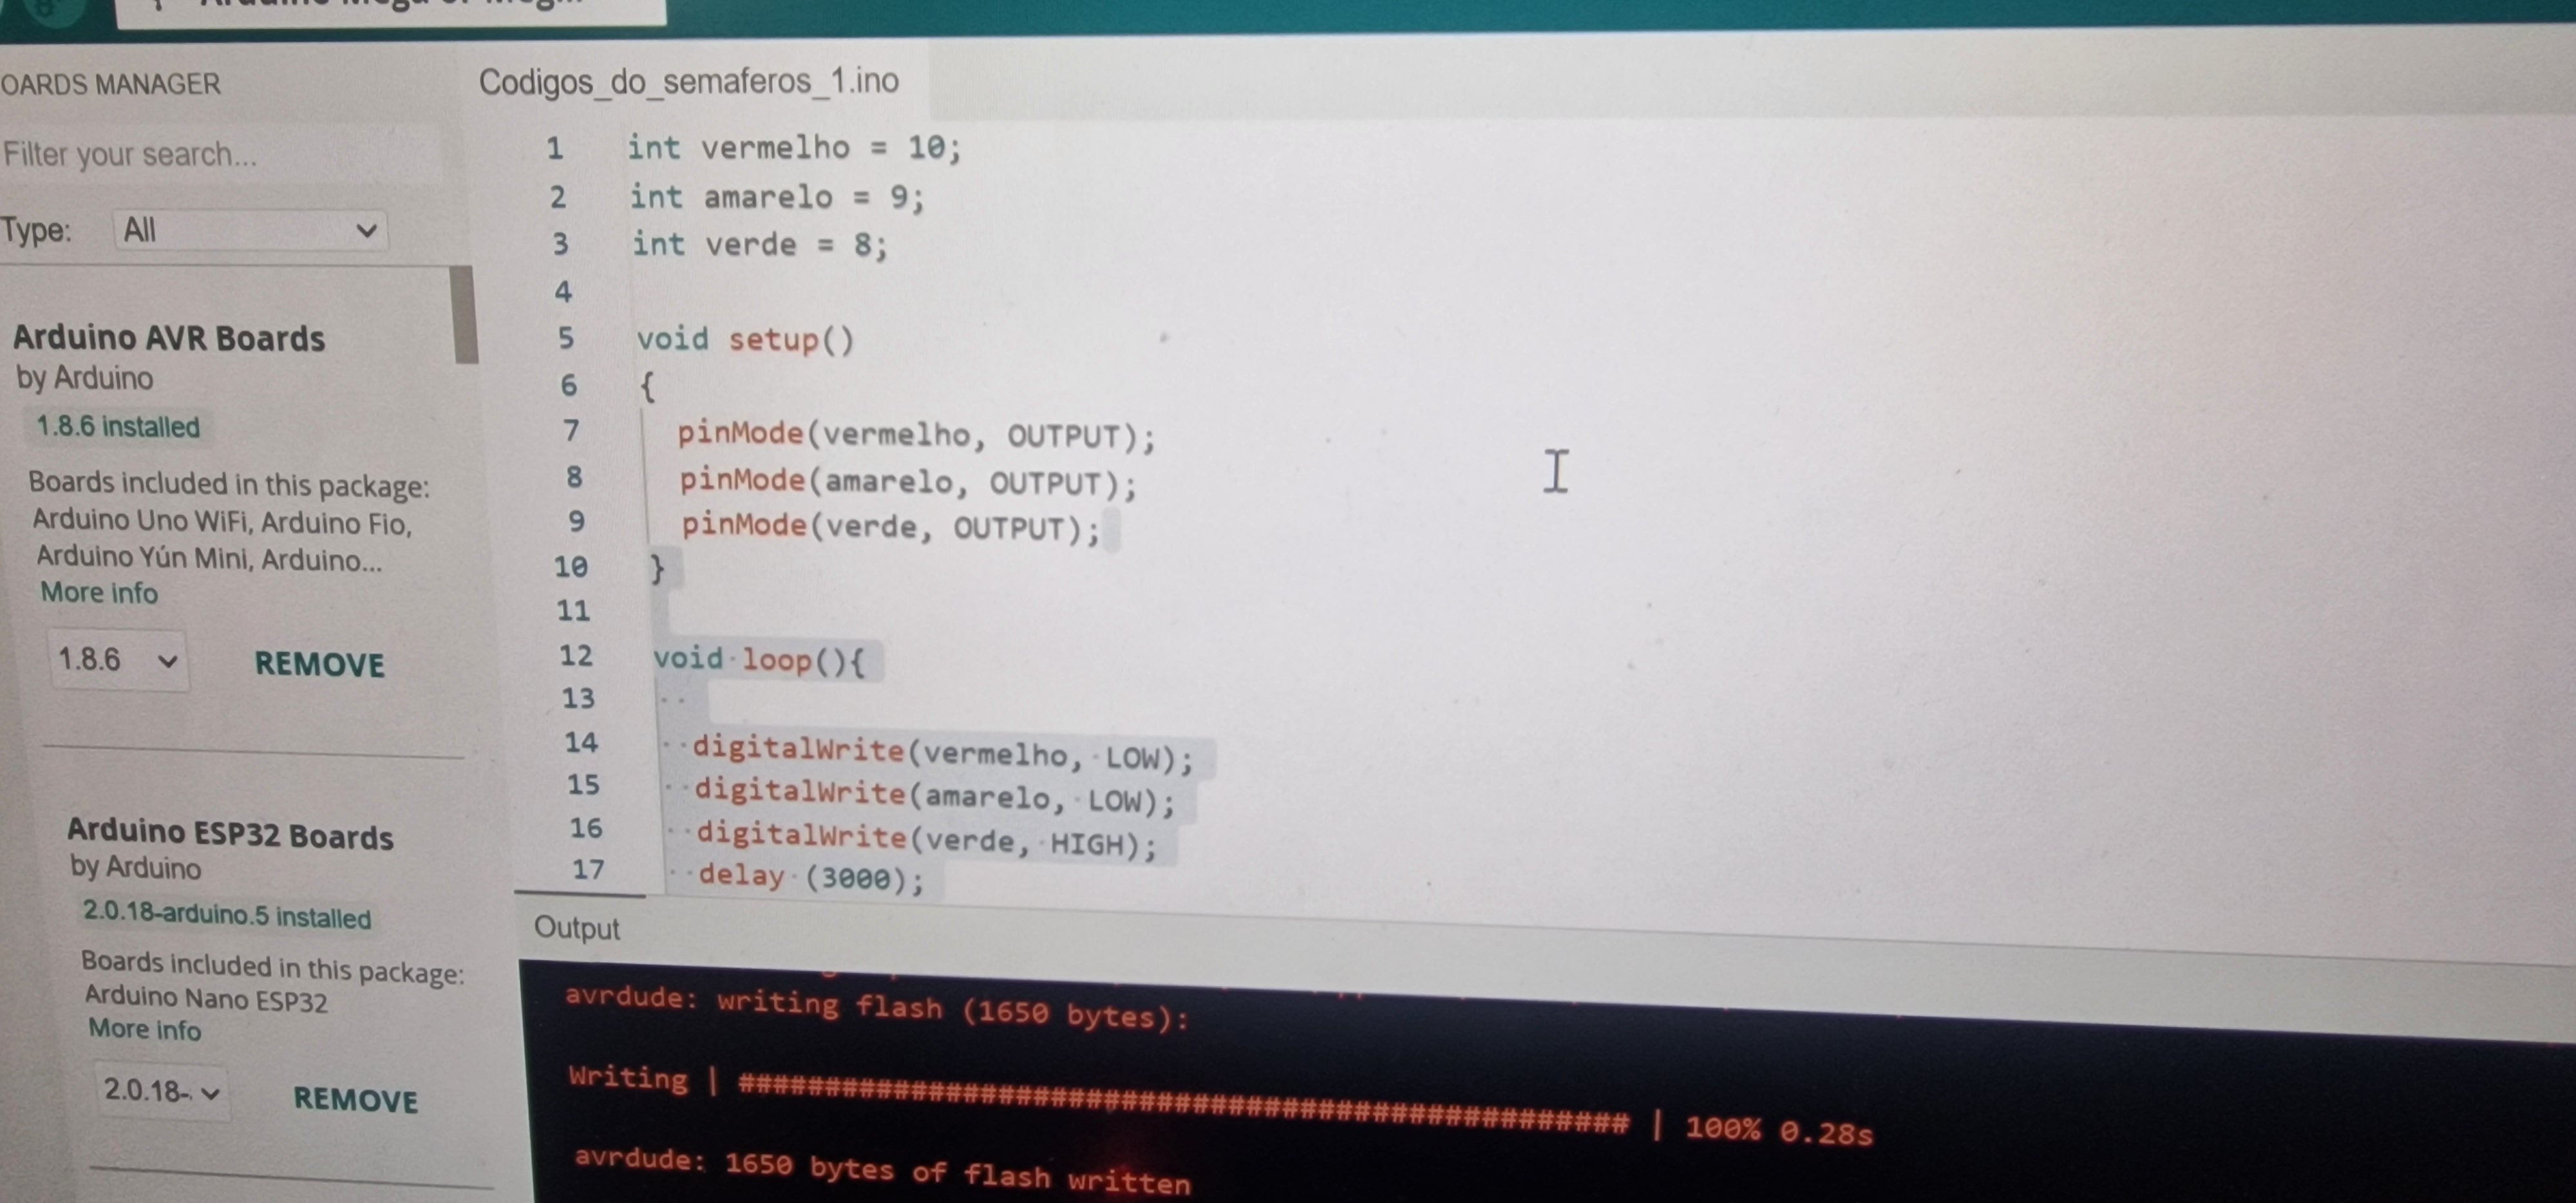 Arduino Mega or Meg...
OARDS MANAGER
Filter your search...
Type: All
Arduino AVR Boards
by Arduino
1.8.6 installed
Boards included in this package:
Arduino Uno WiFi, Arduino Fio,
Arduino Yún Mini, Arduino...
More info
1.8.6 REMOVE
Arduino ESP32 Boards
by Arduino
2.0.18-arduino.5 installed
Boards included in this package:
Arduino Nano ESP32
More info
2.0.18-. REMOVE
Codigos_do_semaferos_1.ino
1 int vermelho = 10;
2 int amarelo = 9;
3 int verde = 8;
4
5 void setup()
6 {
7 pinMode(vermelho, OUTPUT);
8 pinMode(amarelo, OUTPUT);
9 pinMode(verde, OUTPUT);
10 }
11
12 void loop(){
13
14 digitalWrite(vermelho, LOW);
15 digitalWrite(amarelo, LOW);
16 digitalWrite(verde, HIGH);
17 delay (3000);
Output
avrdude: writing flash (1650 bytes):
Writing | ################################################## | 100% 0.28s
avrdude: 1650 bytes of flash written